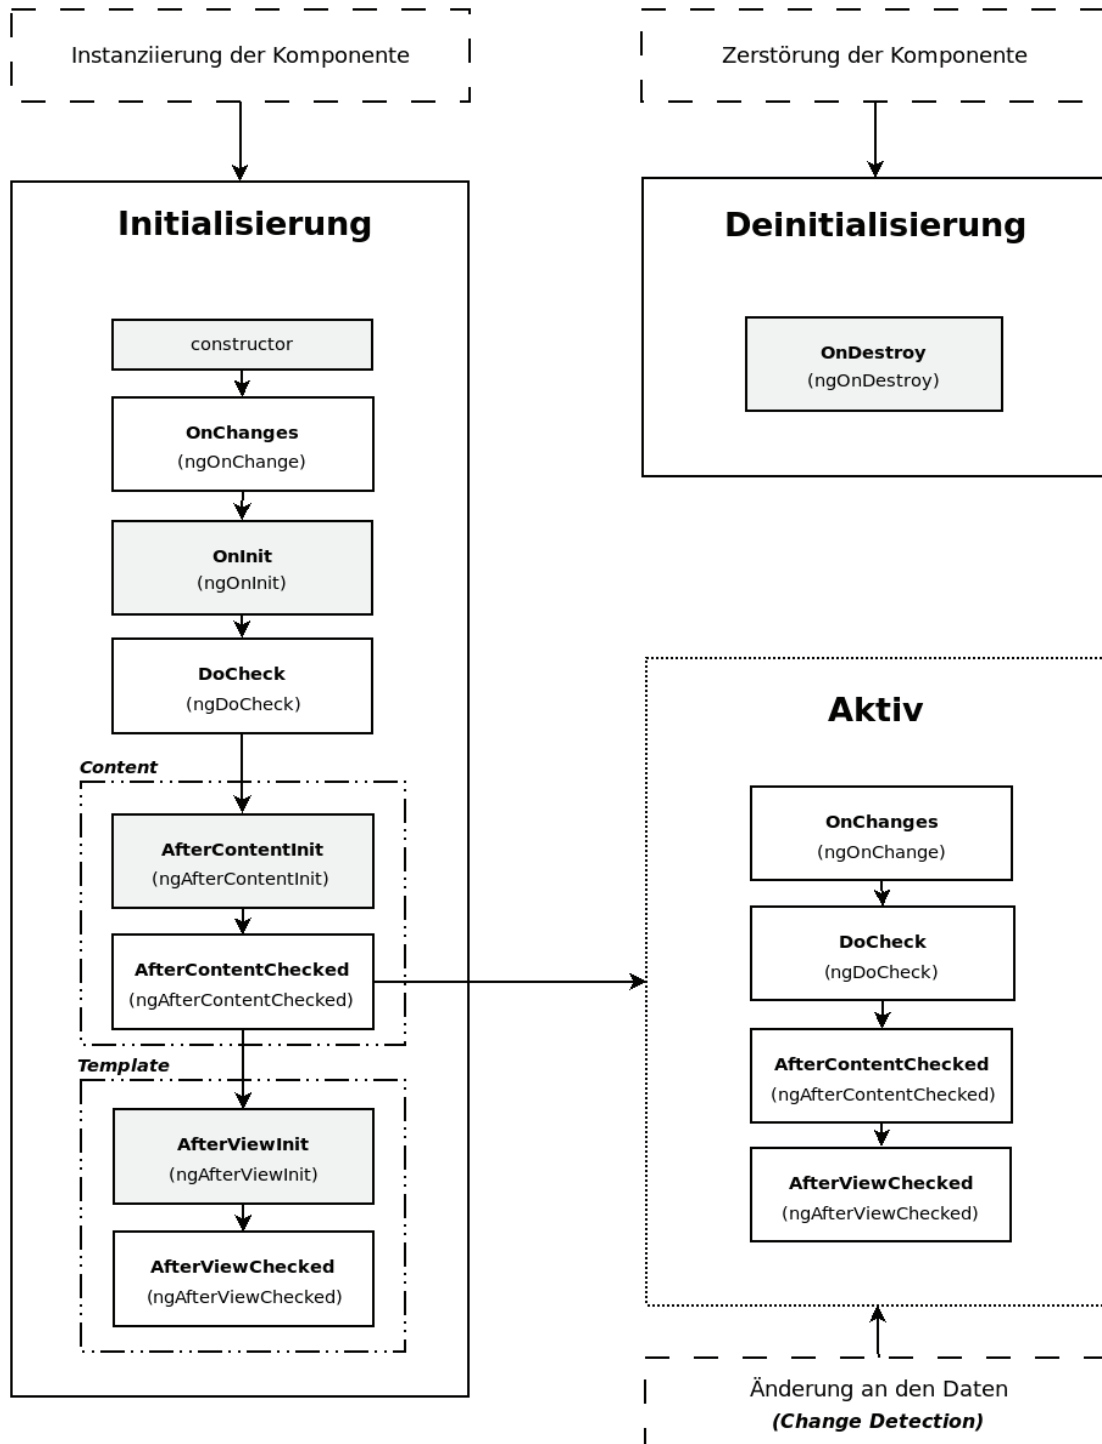 Instanziierung der Komponente
Initialisierung
constructor
OnChanges
(ngOnChange)
OnInit
(ngOnInit)
DoCheck
(ngDoCheck)
Content
AfterContentInit
(ngAfterContentInit)
AfterContentChecked
(ngAfterContentChecked)
Template
AfterViewInit
(ngAfterViewInit)
AfterViewChecked
(ngAfterViewChecked)
Zerstörung der Komponente
Deinitialisierung
OnDestroy
(ngOnDestroy)
Aktiv
OnChanges
(ngOnChange)
DoCheck
(ngDoCheck)
AfterContentChecked
(ngAfterContentChecked)
AfterViewChecked
(ngAfterViewChecked)
Änderung an den Daten
(Change Detection)